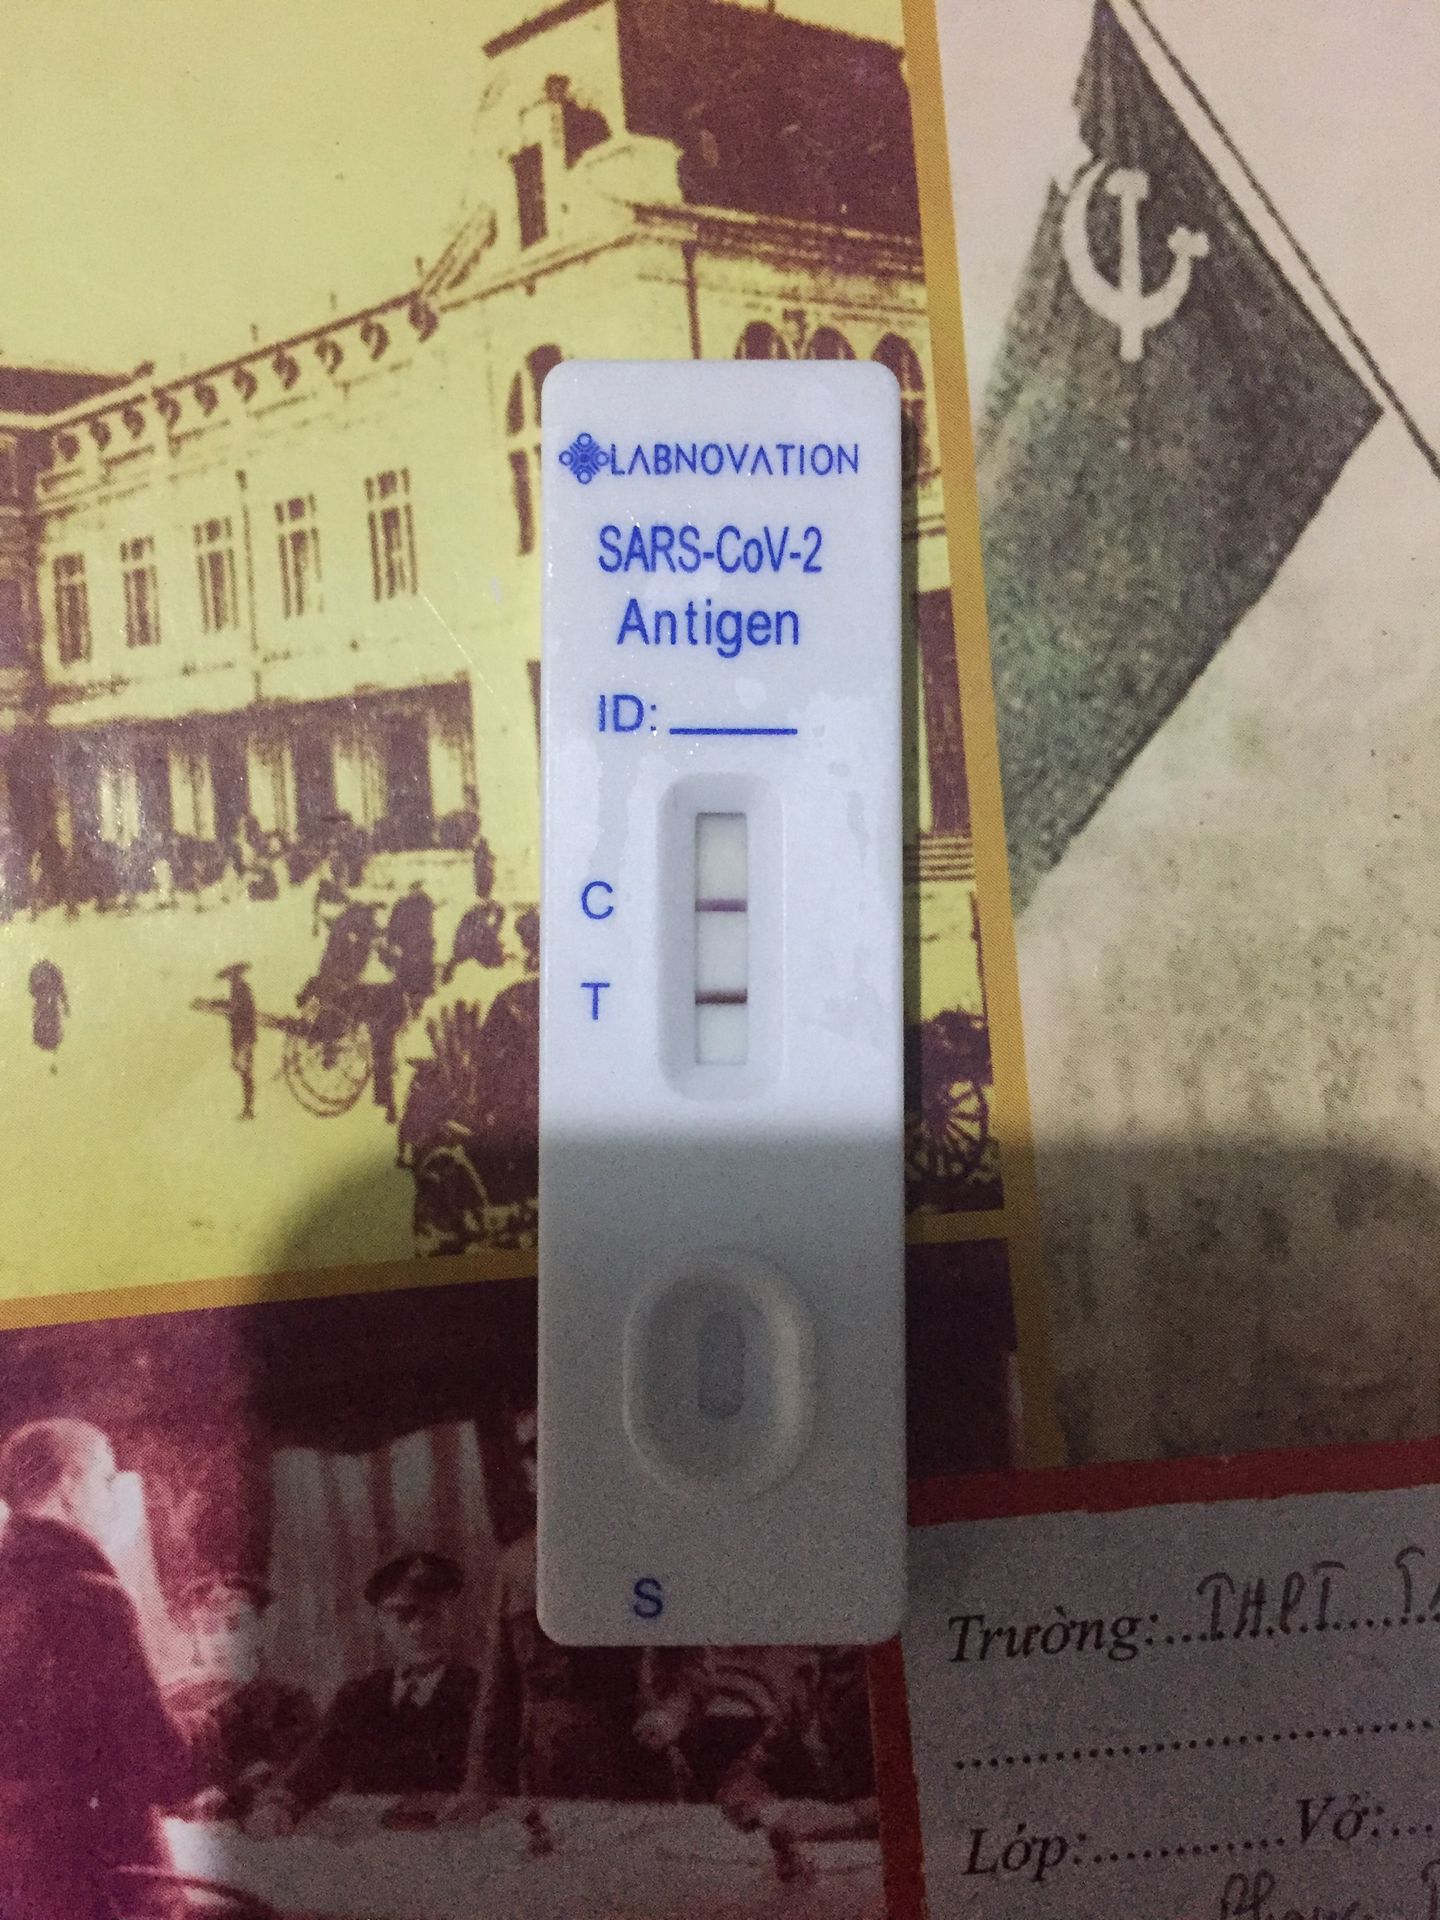 LABNOVATION
SARS-CoV-2
Antigen
ID:
C
T
S
Trường:...THPT
Lớp:............Vở:...